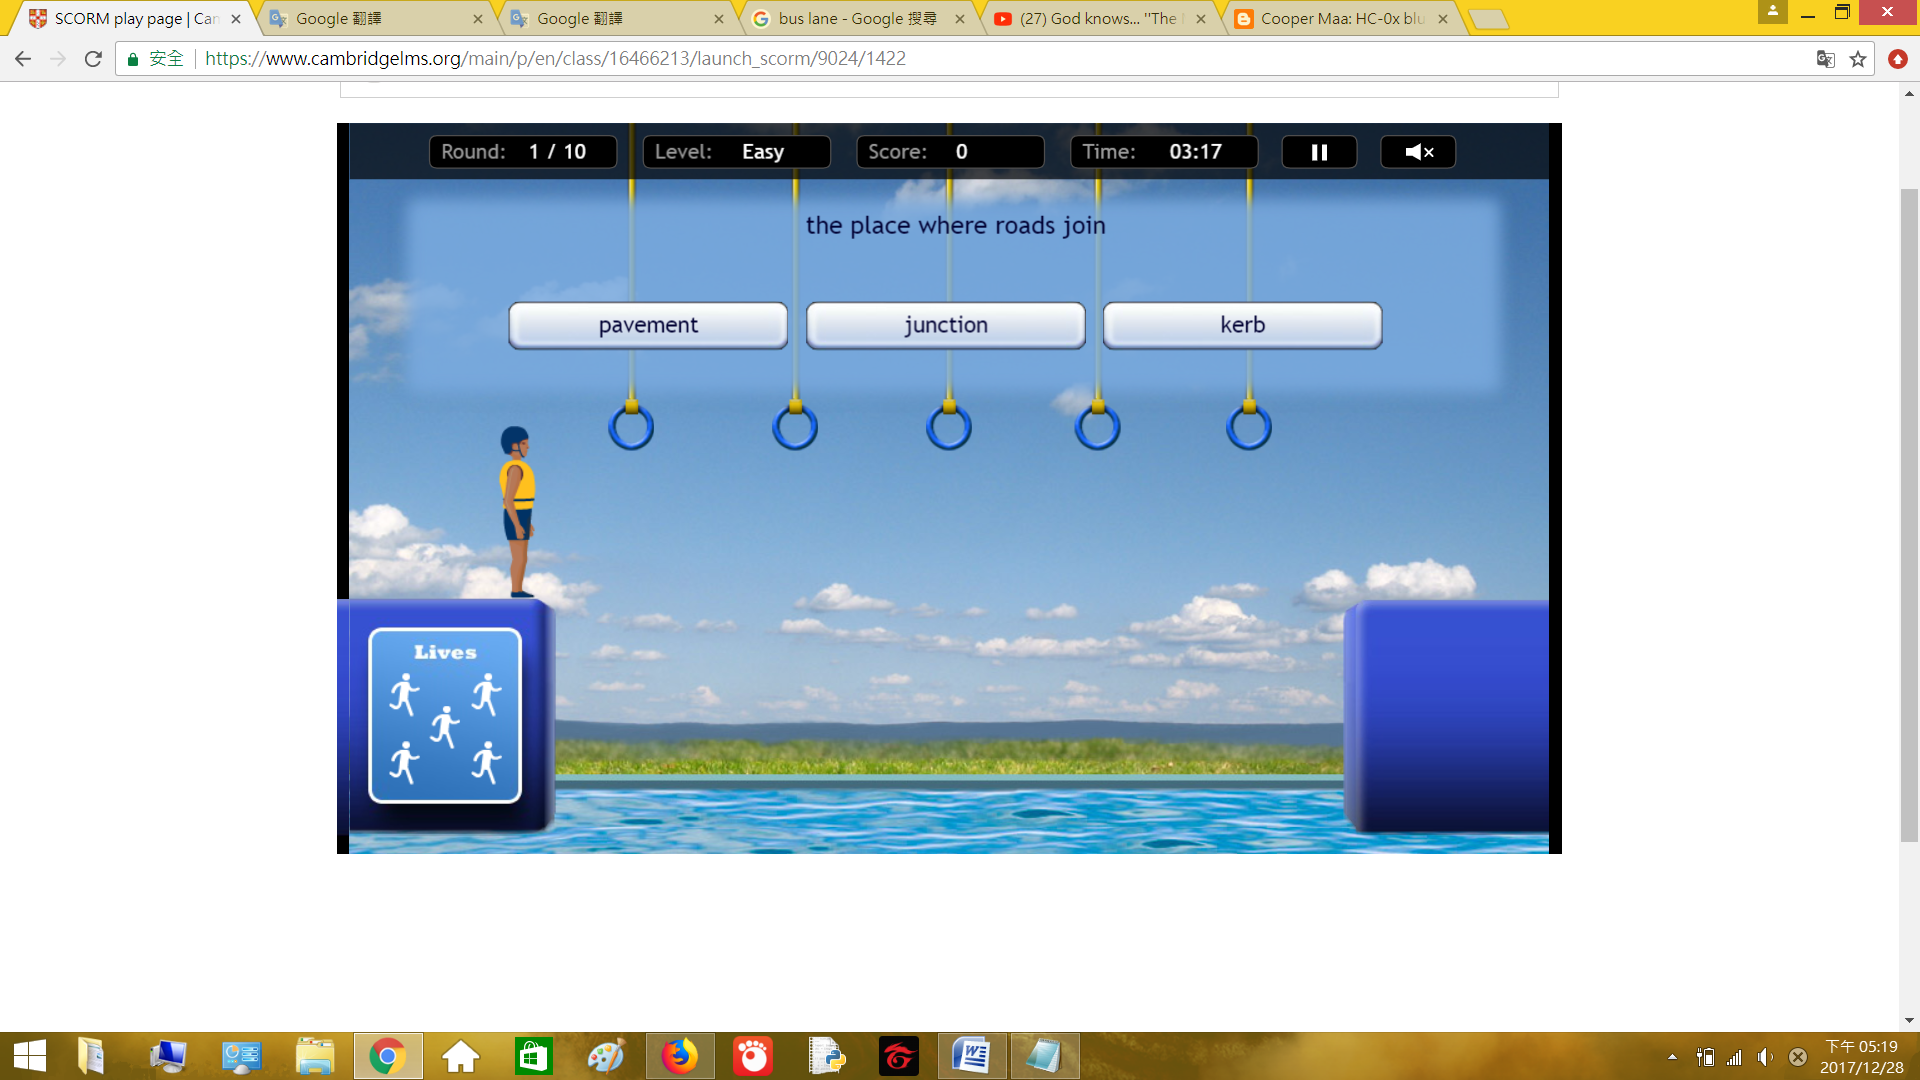 SCORM play page | Can
Google 翻譯
Google 翻譯
bus lane - Google 搜尋
(27) God knows... "The
Cooper Maa: HC-0x blu
安全
https://www.cambridgelms.org/main/p/en/class/16466213/launch_scorm/9024/1422
Round: 1 / 10
Level: Easy
Score: 0
Time: 03:17
the place where roads join
pavement
junction
kerb
Lives
下午 05:19
2017/12/28